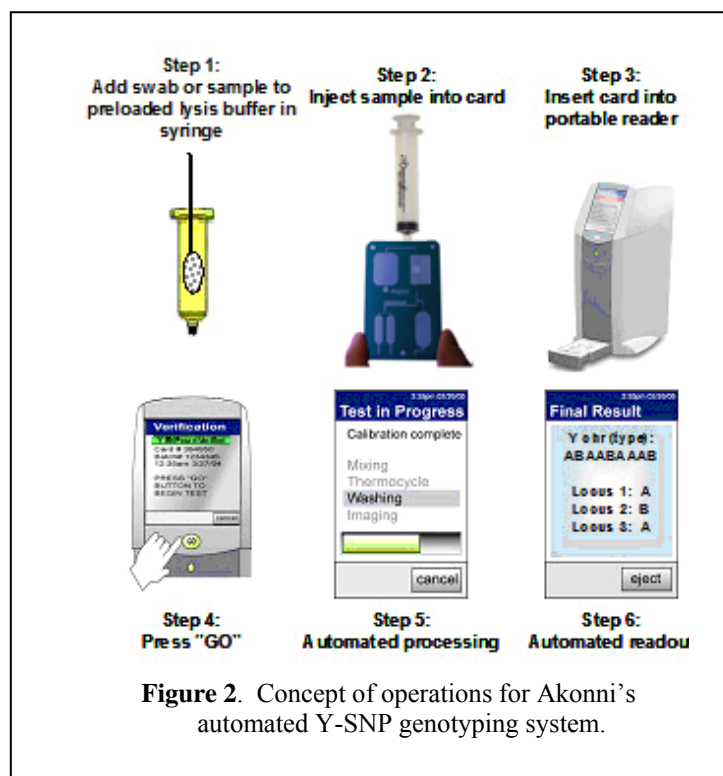 Step 1:
Add swab or sample to
preloaded lysis buffer in
syringe
Step 2:
Inject sample into card
Step 3:
Insert card into
portable reader
Verification
Card #
PRESS "GO"
BUTTON TO
BEGIN TEST
cancel
GO
Test in Progress
Calibration complete
Mixing
Thermocycle
Washing
Imaging
cancel
Final Result
Y chr (type):
ABAABAAAB
Locus 1: A
Locus 2: B
Locus 3: A
eject
Step 4:
Press "GO"
Step 5:
Automated processing
Step 6:
Automated readou
Figure 2. Concept of operations for Akonni's
automated Y-SNP genotyping system.